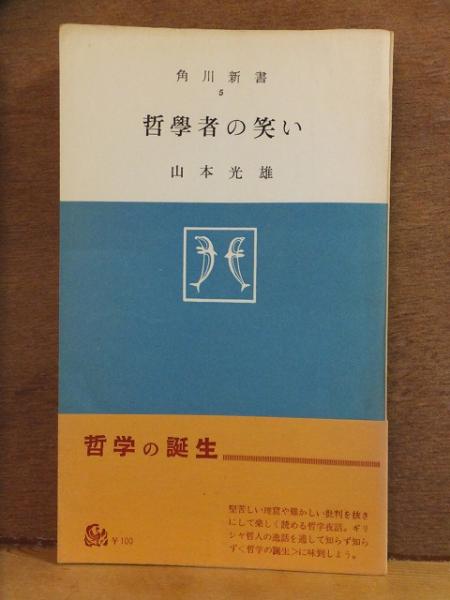 角川新書
5
哲學者の笑い
山本光雄
哲学の誕生
堅苦しい理窟や難かしい批判を抜き
にして楽しく読める哲学夜話。ギリ
シャ哲人の逸話を通して知らず知ら
ず＜哲学の誕生＞に味到しよう。
￥100